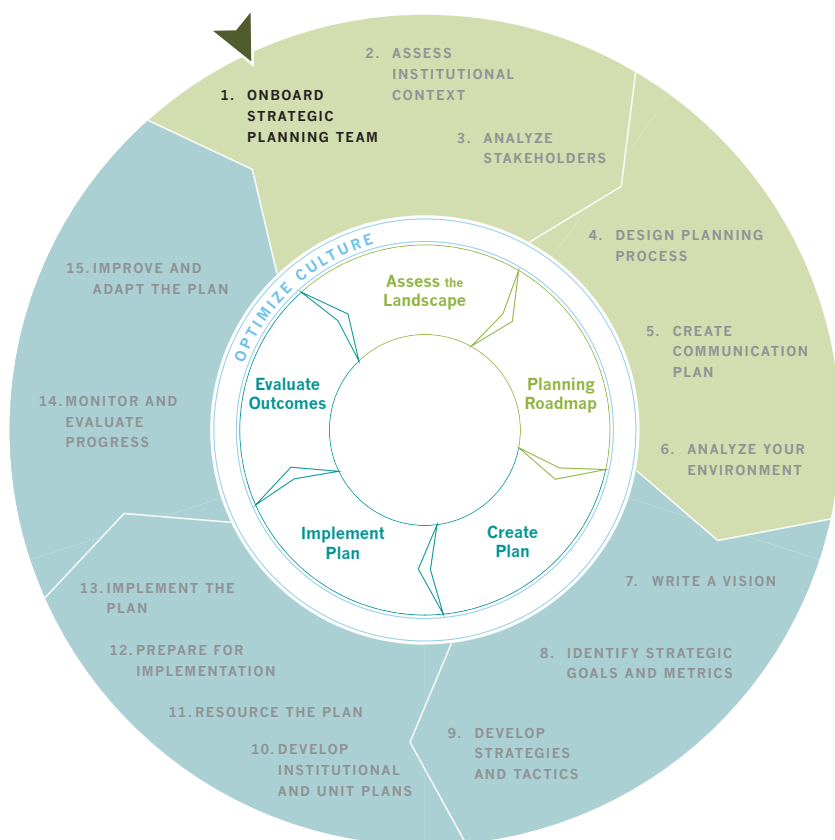 1. ONBOARD
STRATEGIC
PLANNING TEAM
2. ASSESS
INSTITUTIONAL
CONTEXT
3. ANALYZE
STAKEHOLDERS
4. DESIGN PLANNING
PROCESS
5. CREATE
COMMUNICATION
PLAN
6. ANALYZE YOUR
ENVIRONMENT
7. WRITE A VISION
8. IDENTIFY STRATEGIC
GOALS AND METRICS
9. DEVELOP
STRATEGIES
AND TACTICS
10. DEVELOP
INSTITUTIONAL
AND UNIT PLANS
11. RESOURCE THE PLAN
12. PREPARE FOR
IMPLEMENTATION
13. IMPLEMENT THE
PLAN
14. MONITOR AND
EVALUATE
PROGRESS
15. IMPROVE AND
ADAPT THE PLAN
OPTIMIZE CULTURE
Assess the
Landscape
Planning
Roadmap
Create
Plan
Implement
Plan
Evaluate
Outcomes